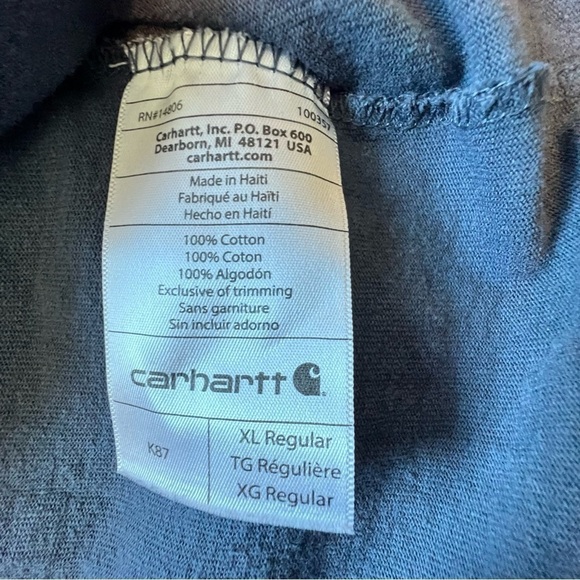 RN#14806 100357
Carhartt, Inc. P.O. Box 600
Dearborn, MI 48121 USA
carhartt.com
Made in Haiti
Fabriqué au Haïti
Hecho en Haití
100% Cotton
100% Coton
100% Algodón
Exclusive of trimming
Sans garniture
Sin incluir adorno
carhartt
K87
XL Regular
TG Régulière
XG Regular